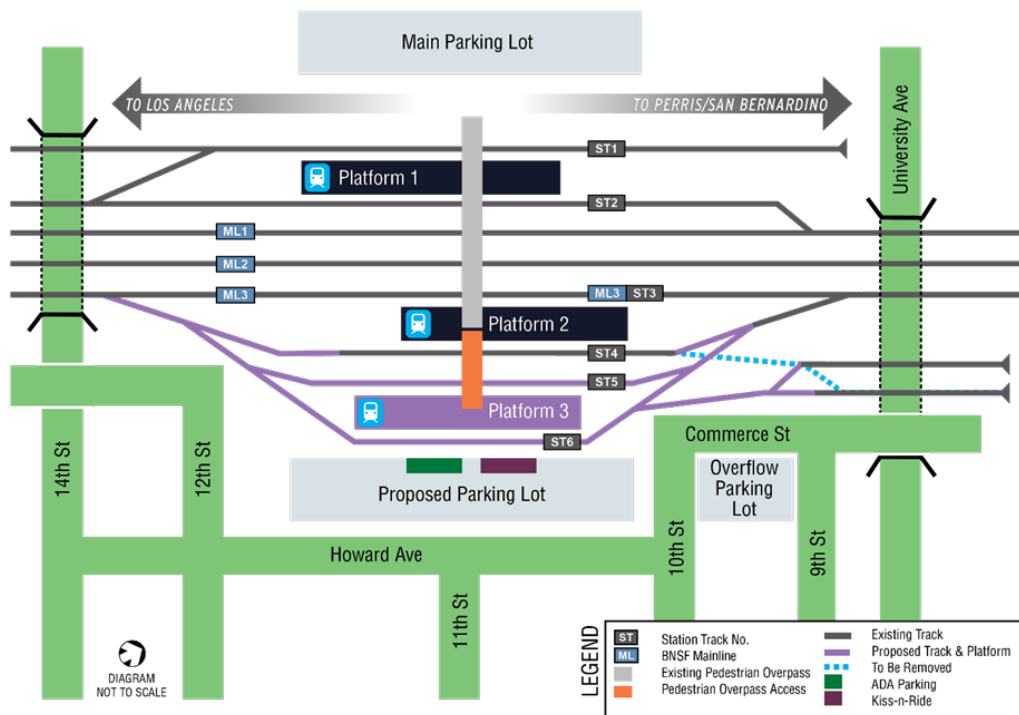 Main Parking Lot
TO LOS ANGELES
TO PERRIS/SAN BERNARDINO
University Ave
ST1
Platform 1
ST2
ML1
ML2
ML3
ML3 ST3
Platform 2
ST4
ST5
Platform 3
ST6
Commerce St
Proposed Parking Lot
Overflow
Parking
Lot
14th St
12th St
Howard Ave
11th St
10th St
9th St
DIAGRAM
NOT TO SCALE
LEGEND
ST Station Track No.
ML BNSF Mainline
Existing Pedestrian Overpass
Pedestrian Overpass Access
Existing Track
Proposed Track & Platform
To Be Removed
ADA Parking
Kiss-n-Ride